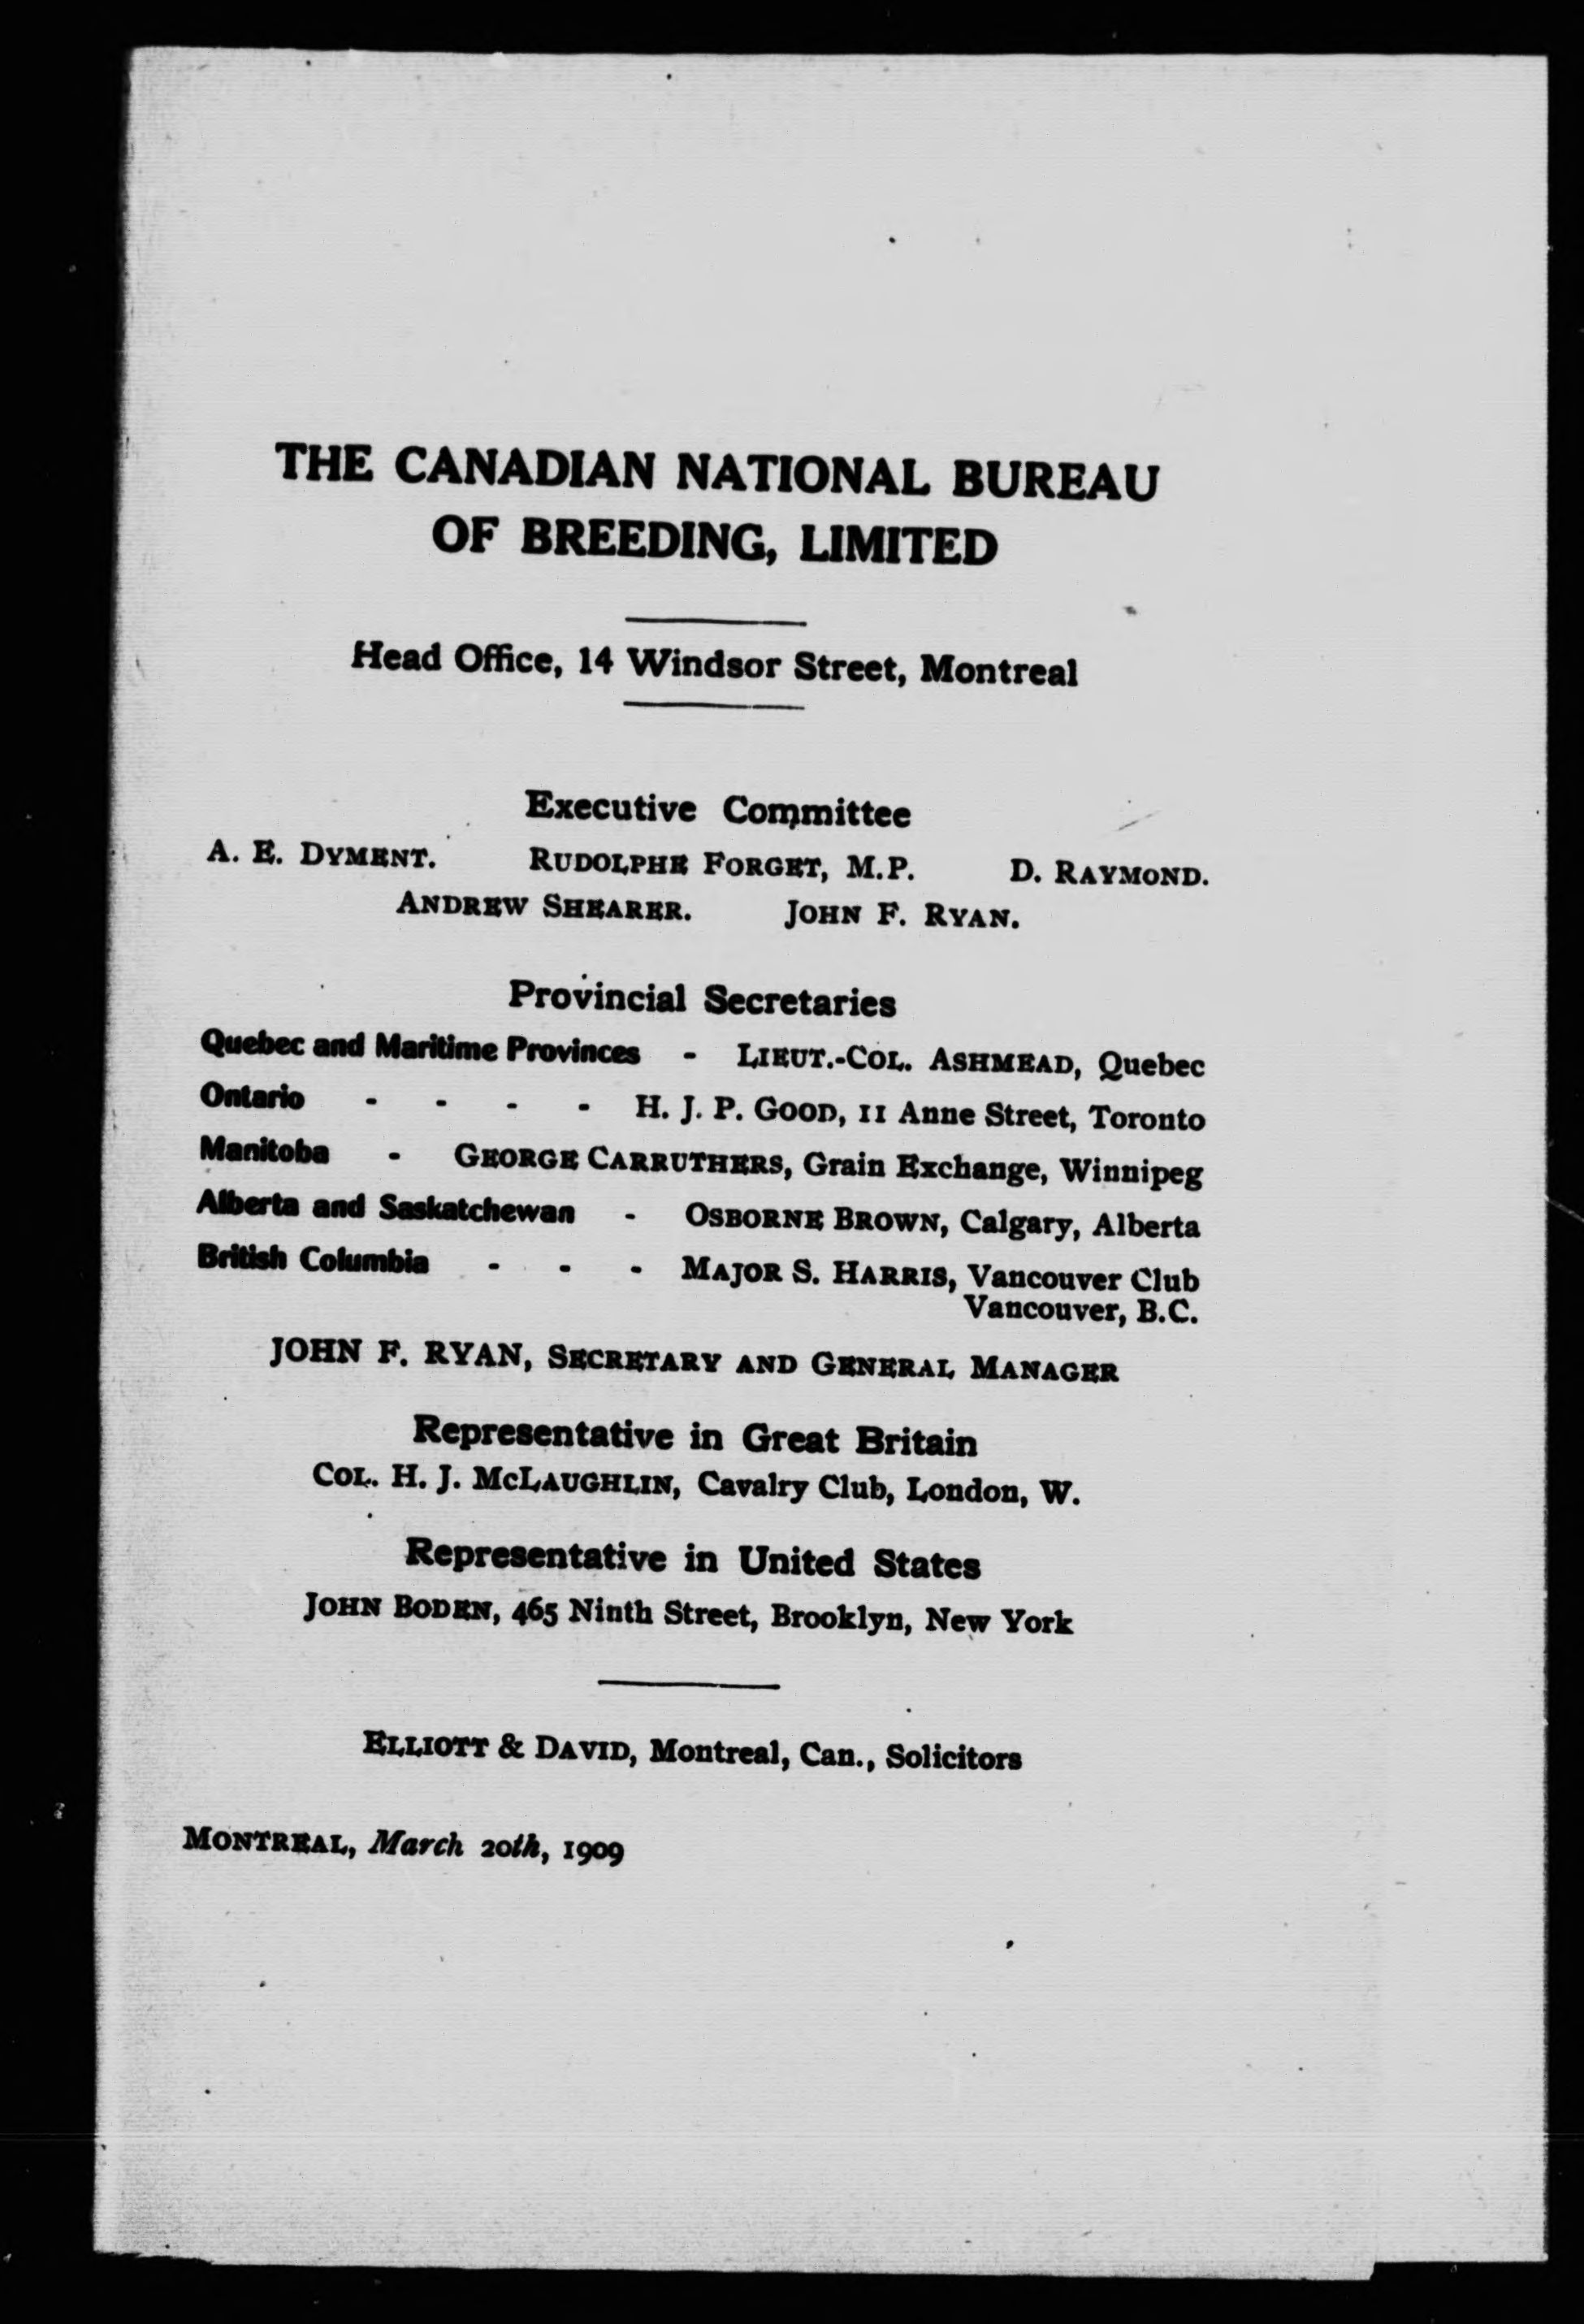 THE CANADIAN NATIONAL BUREAU
OF BREEDING, LIMITED
Head Office, 14 Windsor Street, Montreal
Executive Committee
A. E. DYMENT. RUDOLPHE FORGET, M.P. D. RAYMOND.
ANDREW SHEARER. JOHN F. RYAN.
Provincial Secretaries
Quebec and Maritime Provinces - LIEUT.-COL. ASHMEAD, Quebec
Ontario - - - - H. J. P. GOOD, 11 Anne Street, Toronto
Manitoba - GEORGE CARRUTHERS, Grain Exchange, Winnipeg
Alberta and Saskatchewan - OSBORNE BROWN, Calgary, Alberta
British Columbia - - - MAJOR S. HARRIS, Vancouver Club
Vancouver, B.C.
JOHN F. RYAN, SECRETARY AND GENERAL MANAGER
Representative in Great Britain
COL. H. J. MCLAUGHLIN, Cavalry Club, London, W.
Representative in United States
JOHN BODEN, 465 Ninth Street, Brooklyn, New York
ELLIOTT & DAVID, Montreal, Can., Solicitors
MONTREAL, March 20th, 1909